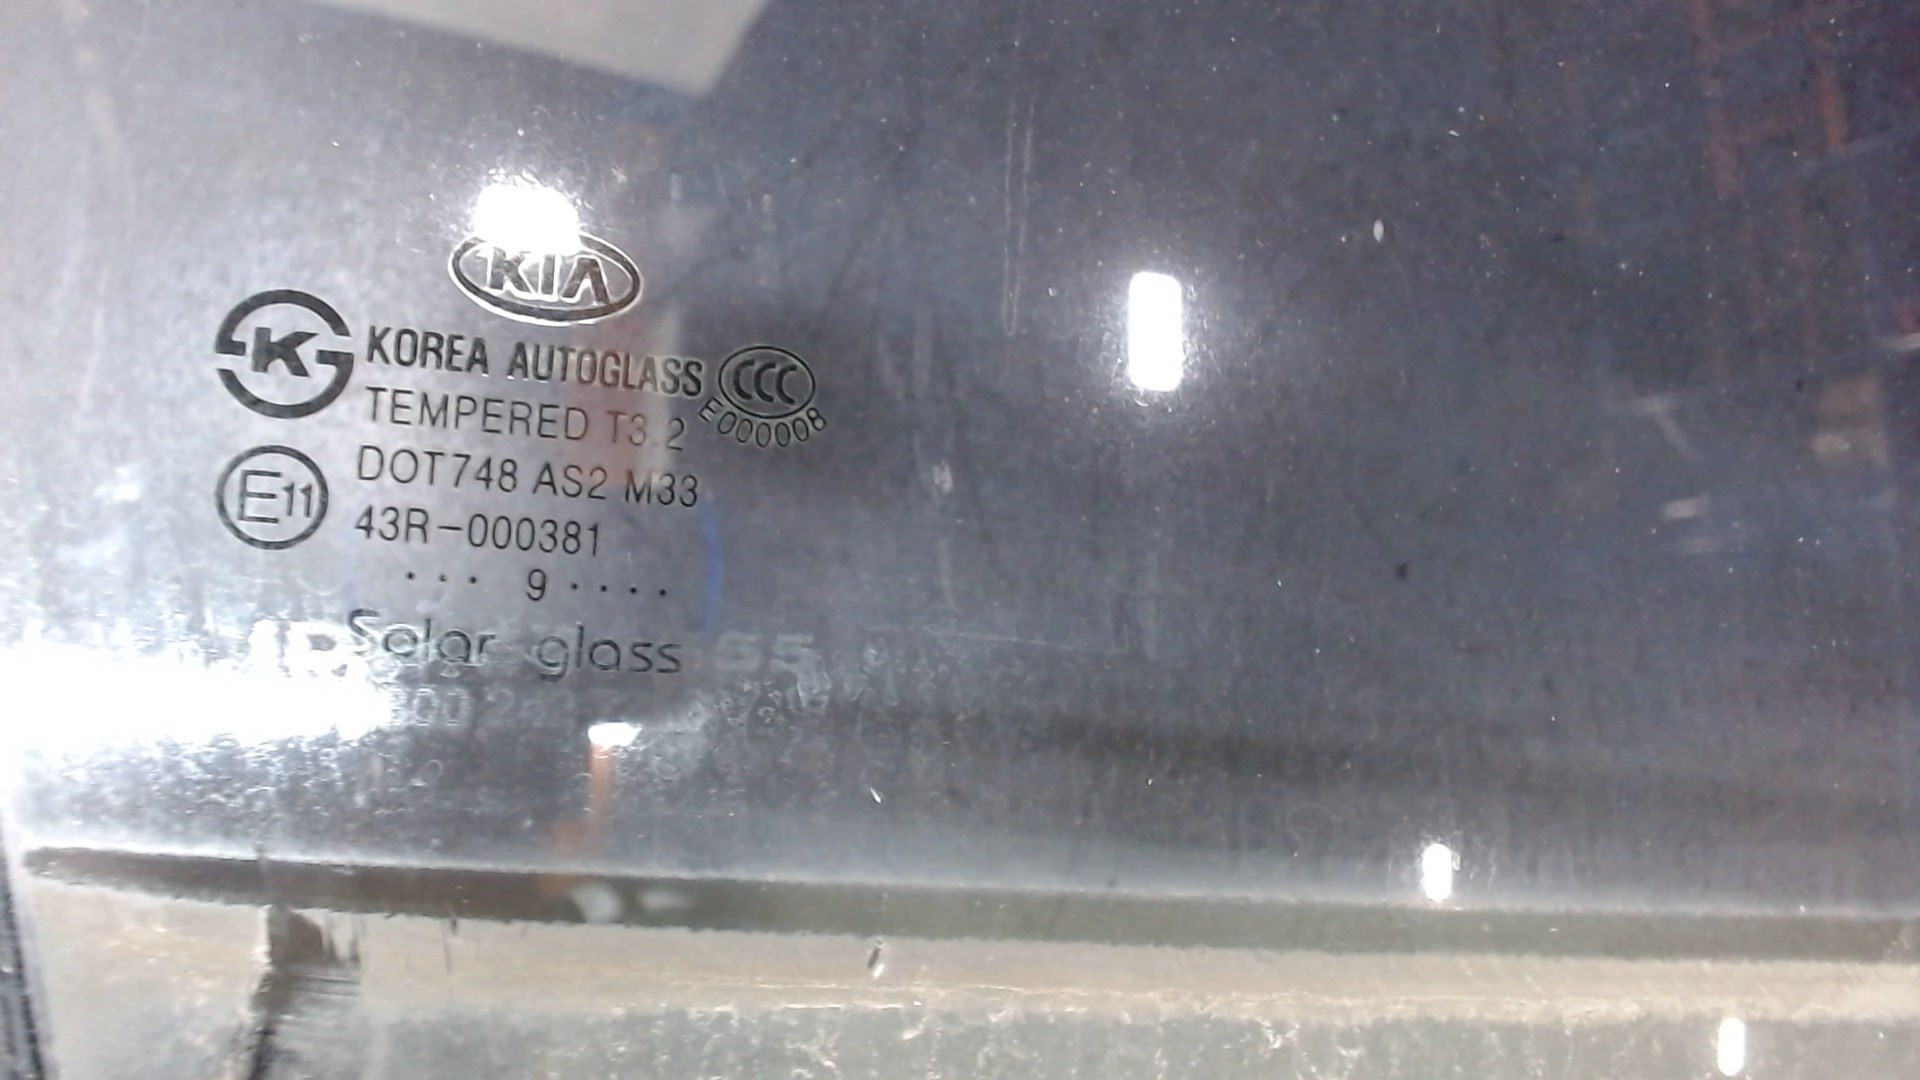 KIA
K KOREA AUTOGLASS CCC
TEMPERED T3.2 E000008
DOT748 AS2 M33
E11 43R-000381
... 9 ....
Solar glass